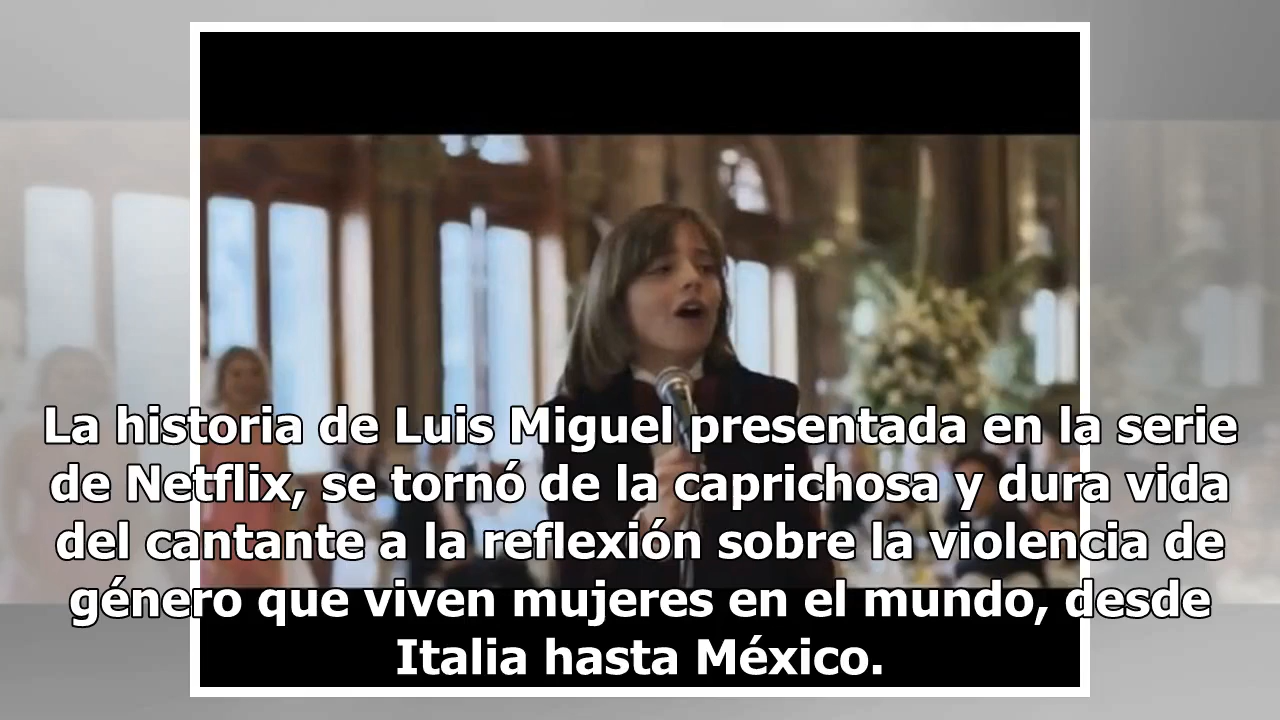 La historia de Luis Miguel presentada en la serie
de Netflix, se tornó de la caprichosa y dura vida
del cantante a la reflexión sobre la violencia de
género que viven mujeres en el mundo, desde
Italia hasta México.